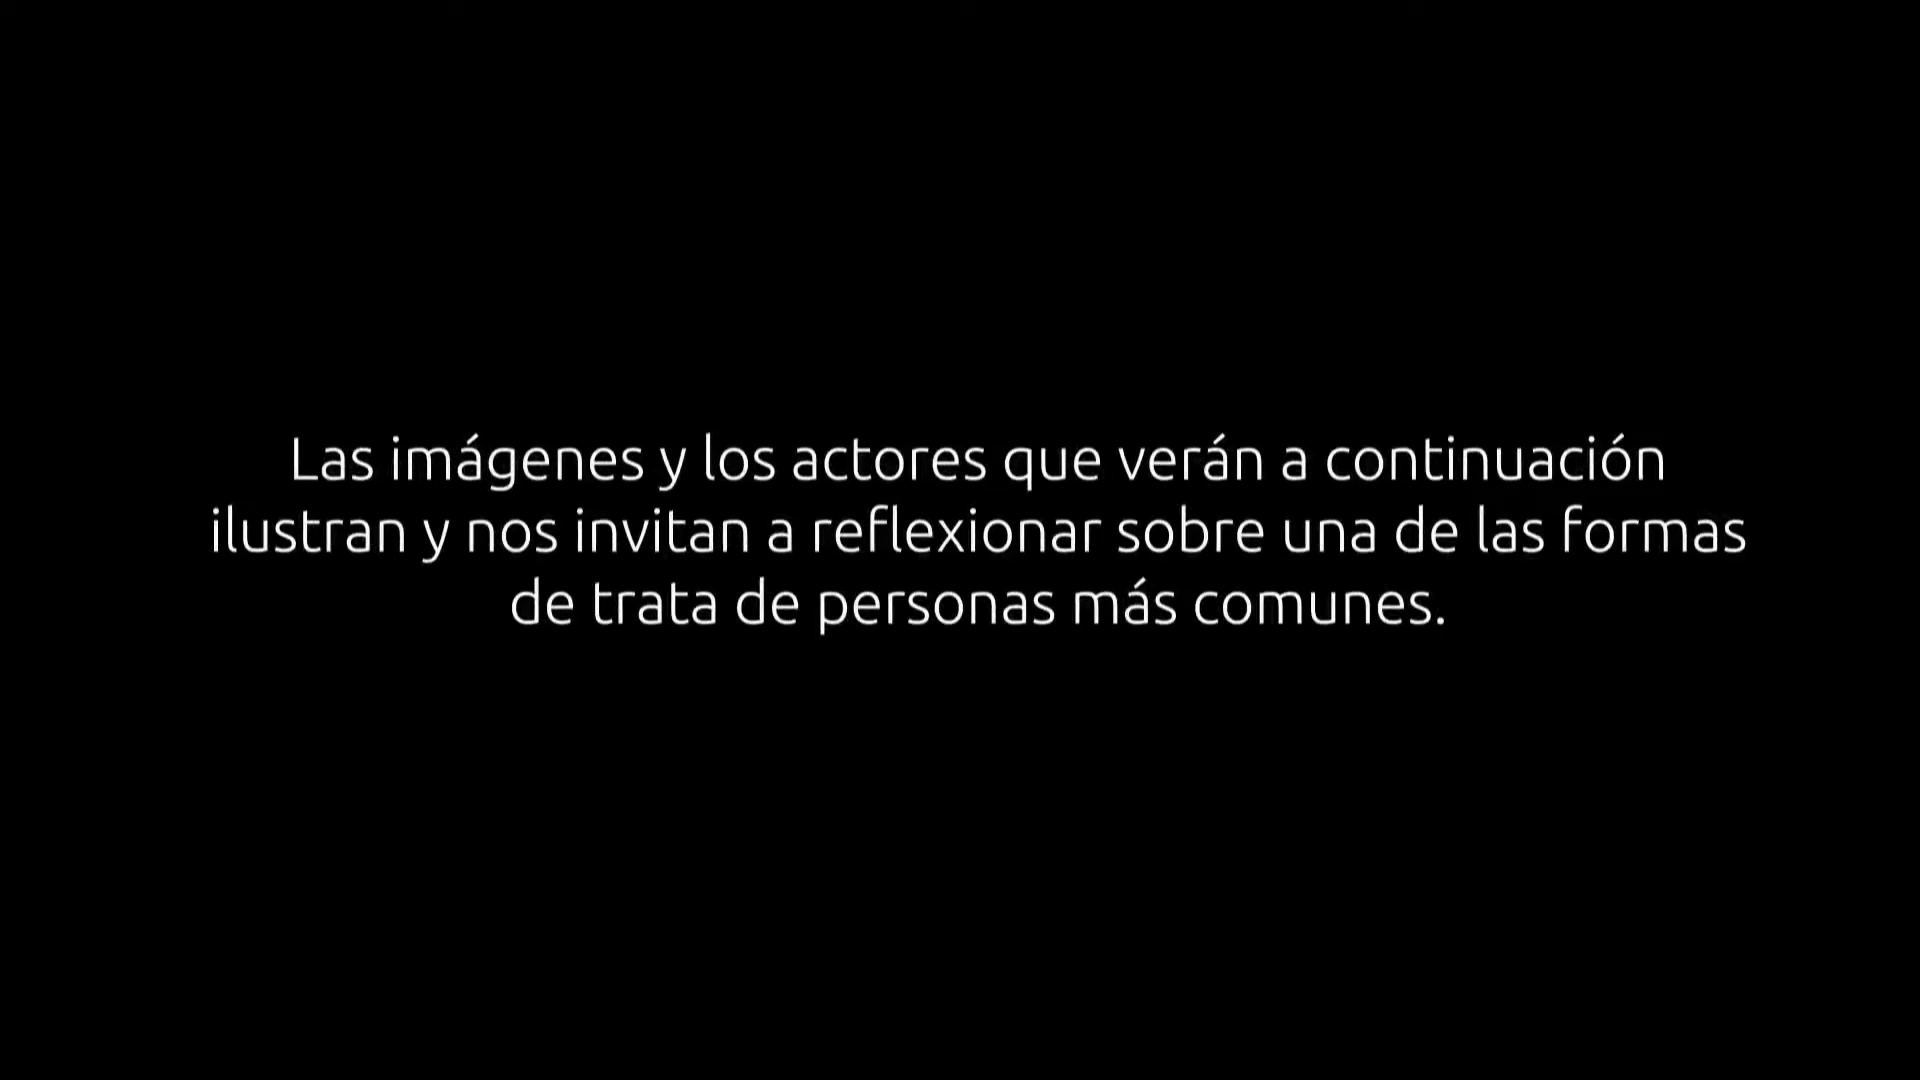 Las imágenes y los actores que verán a continuación
ilustran y nos invitan a reflexionar sobre una de las formas
de trata de personas más comunes.